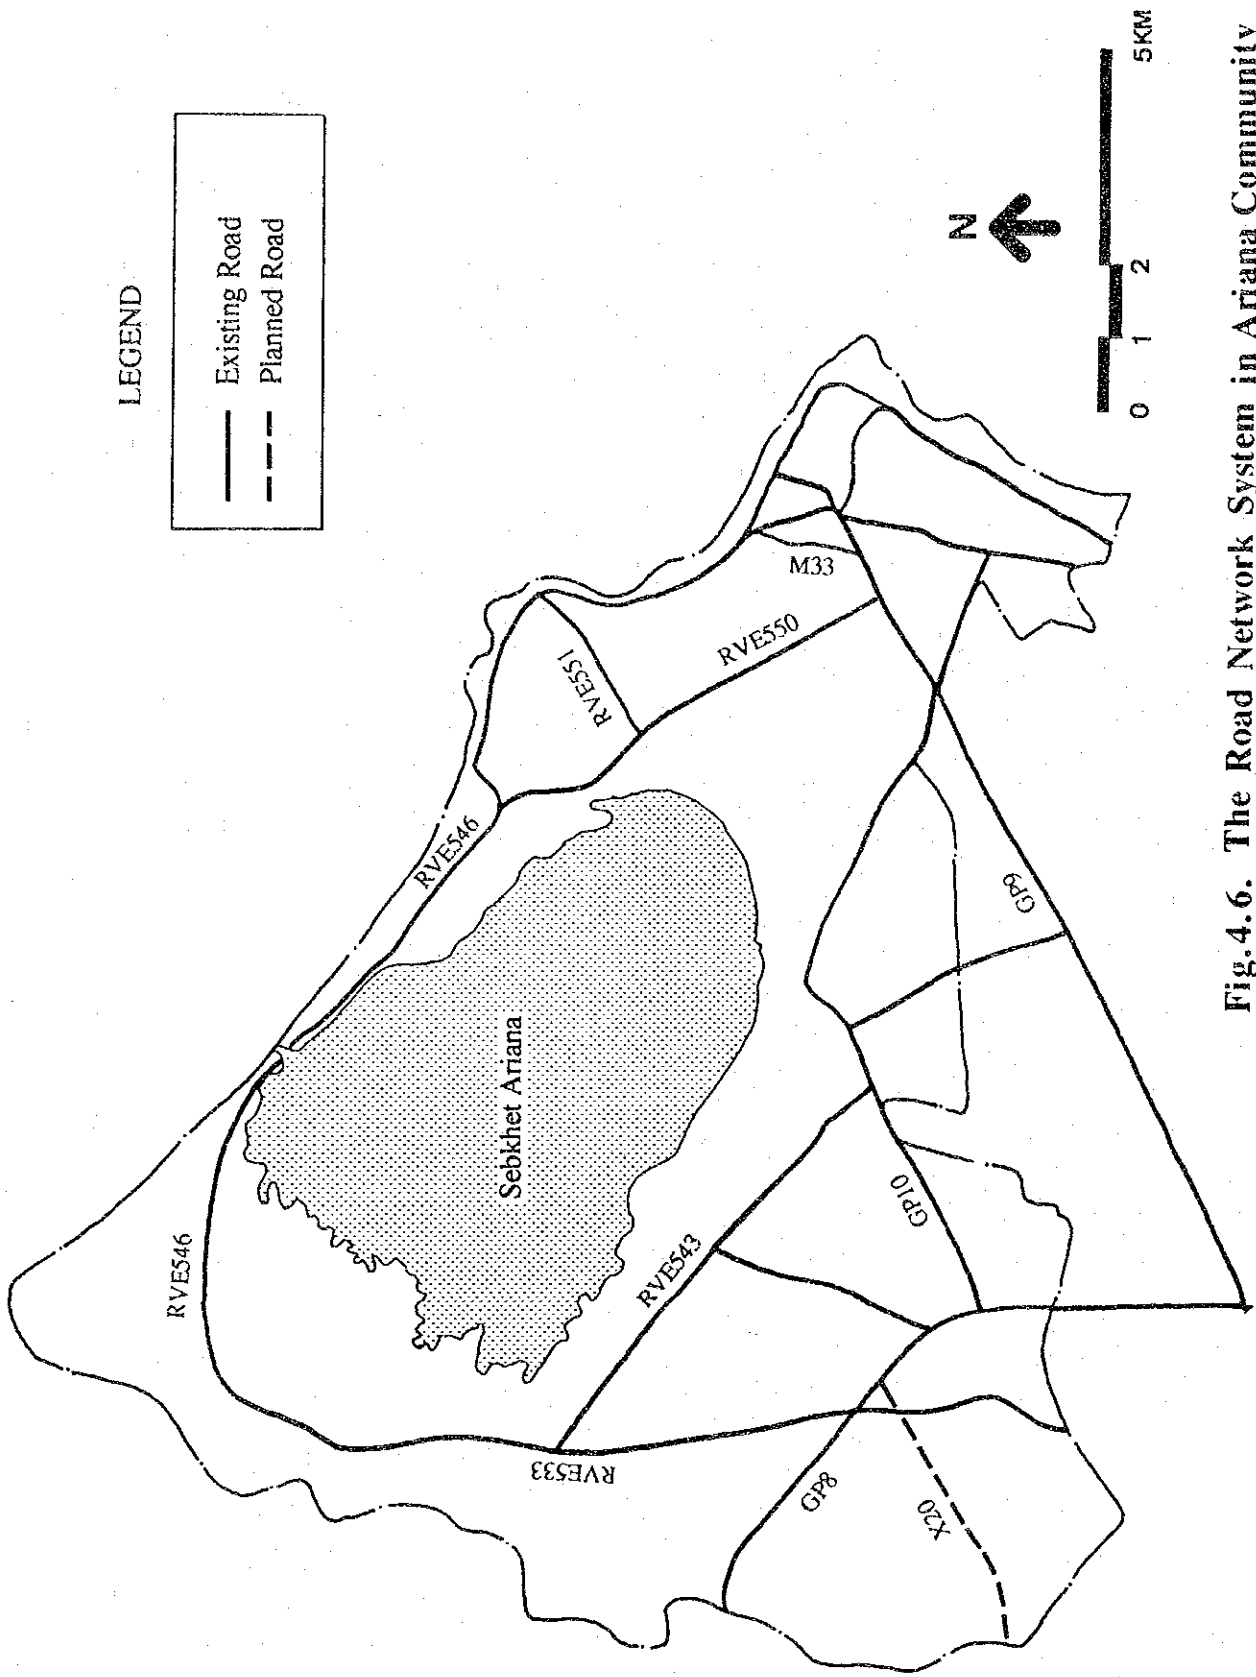 LEGEND
Existing Road
Planned Road
RVE546
RVE546
RVE551
RVE550
M33
Sebkhet Ariana
RVE543
RVE533
GP8
X20
GP10
GP9
N
0 1 2 5KM
Fig.4.6. The Road Network System in Ariana Community